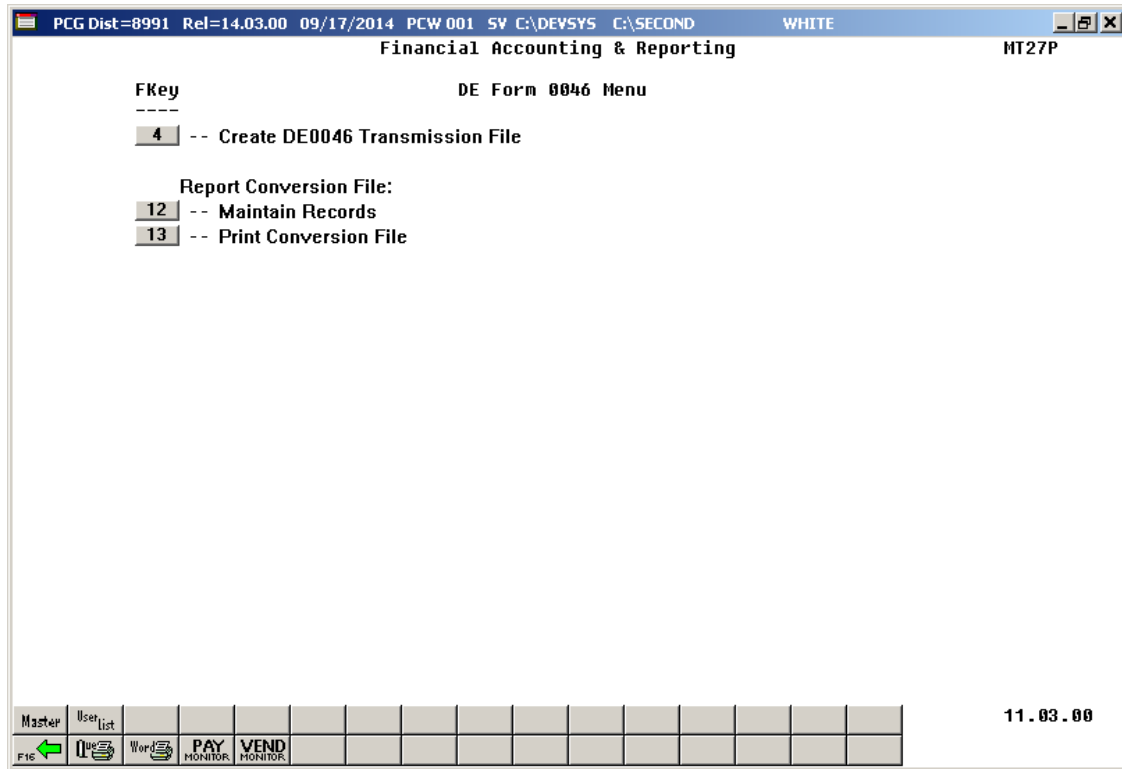 PCG Dist=8991 Rel=14.03.00 09/17/2014 PCW 001 SV C:\DEVSYS C:\SECOND WHITE
Financial Accounting & Reporting MT27P
FKey DE Form 0046 Menu
----
4 -- Create DE0046 Transmission File
Report Conversion File:
12 -- Maintain Records
13 -- Print Conversion File
Master User List 11.03.00
F16 Que Word PAY MONITOR VEND MONITOR